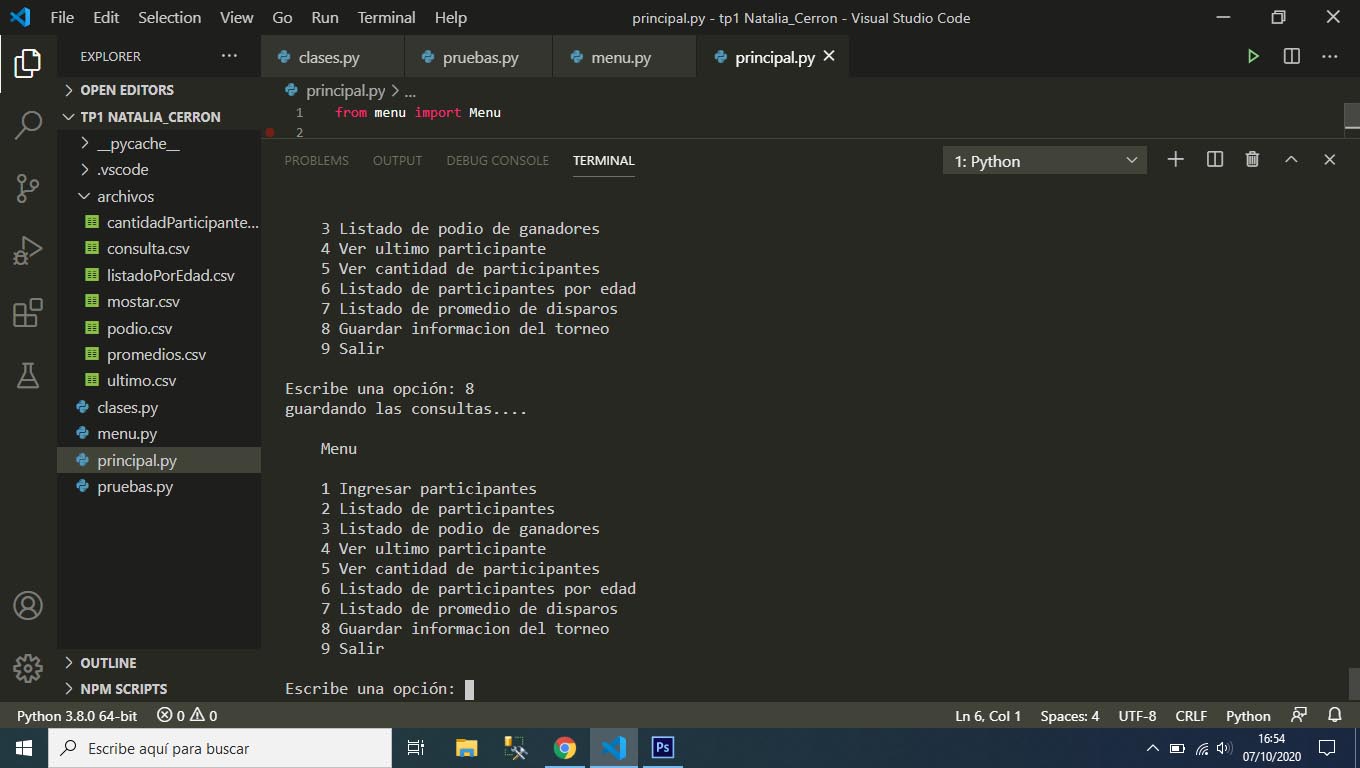 File Edit Selection View Go Run Terminal Help principal.py - tp1 Natalia_Cerron - Visual Studio Code
EXPLORER
OPEN EDITORS
TP1 NATALIA_CERRON
__pycache__
.vscode
archivos
cantidadParticipante...
consulta.csv
listadoPorEdad.csv
mostar.csv
podio.csv
promedios.csv
ultimo.csv
clases.py
menu.py
principal.py
pruebas.py
OUTLINE
NPM SCRIPTS
clases.py pruebas.py menu.py principal.py
principal.py > ...
1 from menu import Menu
2
PROBLEMS OUTPUT DEBUG CONSOLE TERMINAL 1: Python
3 Listado de podio de ganadores
4 Ver ultimo participante
5 Ver cantidad de participantes
6 Listado de participantes por edad
7 Listado de promedio de disparos
8 Guardar informacion del torneo
9 Salir
Escribe una opción: 8
guardando las consultas....
Menu
1 Ingresar participantes
2 Listado de participantes
3 Listado de podio de ganadores
4 Ver ultimo participante
5 Ver cantidad de participantes
6 Listado de participantes por edad
7 Listado de promedio de disparos
8 Guardar informacion del torneo
9 Salir
Escribe una opción:
Python 3.8.0 64-bit 0 0 Ln 6, Col 1 Spaces: 4 UTF-8 CRLF Python
Escribe aquí para buscar
Ps
16:54
07/10/2020